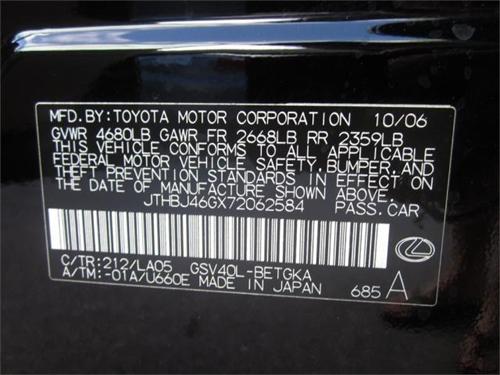 MFD. BY: TOYOTA MOTOR CORPORATION 10/06
GVWR 4680LB GAWR FR 2668LB RR 2359LB
THIS VEHICLE CONFORMS TO ALL APPLICABLE
FEDERAL MOTOR VEHICLE SAFETY, BUMPER, AND
THEFT PREVENTION STANDARDS IN EFFECT ON
THE DATE OF MANUFACTURE SHOWN ABOVE.
JTHBJ46GX72062584 PASS. CAR
C/TR: 212/LA05 GSV40L-BETGKA
A/TM: -01A/U660E MADE IN JAPAN 685 A